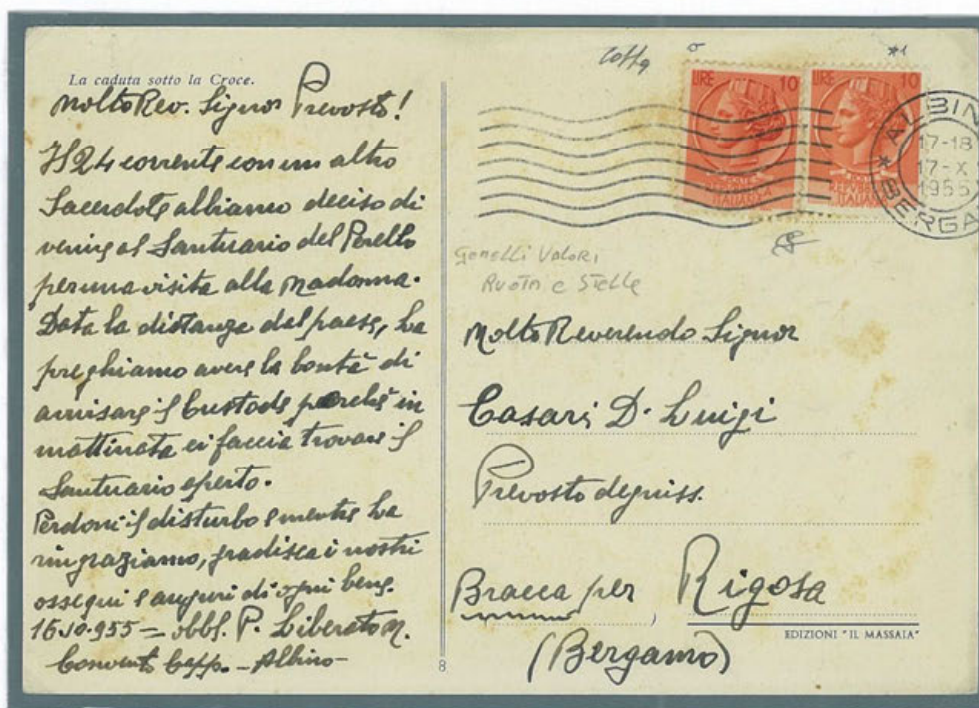 La caduta sotto la Croce.
Molto Rev. Signor Prevosto!
Il 24 corrente con un altro
Sacerdote abbiamo deciso di
venire al Santuario del Perello
per una visita alla Madonna.
Data la distanza dal paese, La
preghiamo avere la bontà di
avvisare il Custode perchè in
mattinata ci faccia trovare il
Santuario aperto.
Perdoni il disturbo e mentre La
ringraziamo, gradisca i nostri
ossequi e auguri di ogni bene.
16.10.955 = obbl. P. Liberato M.
Convento Capp. - Albino -
8
LIRE 10
REPUBBLICA
ITALIANA
LIRE 10
REPUBBLICA
ITALIANA
ALBIN
17-18
17-X
1955
* BERGA
Gemelli Valori
Ruota e Stelle
Molto Reverendo Signor
Casari D. Luigi
Prevosto degniss.
Bracca per Rigosa
(Bergamo)
EDIZIONI "IL MASSAIA"